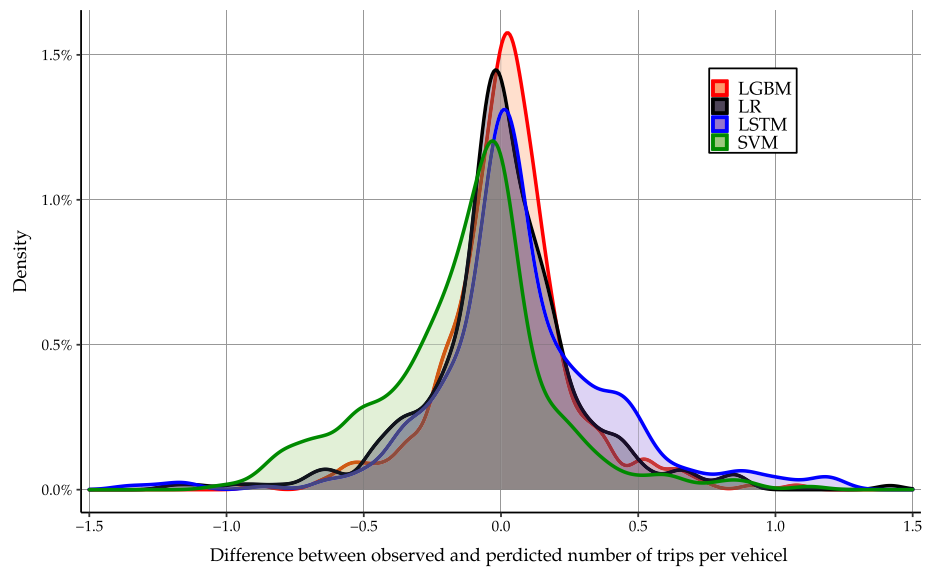 1.5%
1.0%
0.5%
0.0%
Density
LGBM
LR
LSTM
SVM
−1.5 −1.0 −0.5 0.0 0.5 1.0 1.5
Difference between observed and perdicted number of trips per vehicel